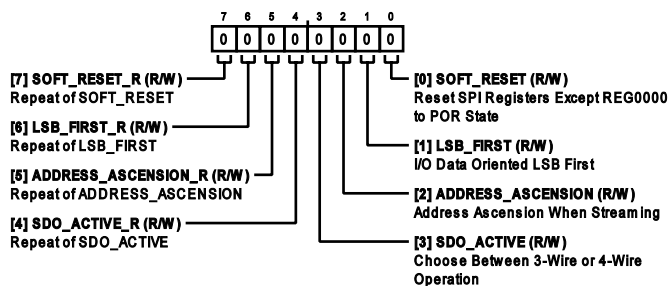 7 6 5 4 3 2 1 0
0 0 0 0 0 0 0 0
[7] SOFT_RESET_R (R/W)
Repeat of SOFT_RESET
[6] LSB_FIRST_R (R/W)
Repeat of LSB_FIRST
[5] ADDRESS_ASCENSION_R (R/W)
Repeat of ADDRESS_ASCENSION
[4] SDO_ACTIVE_R (R/W)
Repeat of SDO_ACTIVE
[0] SOFT_RESET (R/W)
Reset SPI Registers Except REG0000
to POR State
[1] LSB_FIRST (R/W)
I/O Data Oriented LSB First
[2] ADDRESS_ASCENSION (R/W)
Address Ascension When Streaming
[3] SDO_ACTIVE (R/W)
Choose Between 3-Wire or 4-Wire
Operation